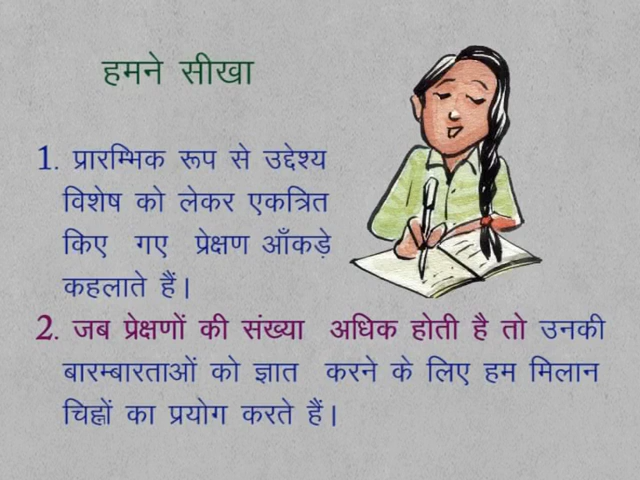 हमने सीखा
1. प्रारम्भिक रूप से उद्देश्य
विशेष को लेकर एकत्रित
किए गए प्रेक्षण आँकड़े
कहलाते हैं।
2. जब प्रेक्षणों की संख्या अधिक होती है तो उनकी
बारम्बारताओं को ज्ञात करने के लिए हम मिलान
चिह्नों का प्रयोग करते हैं।